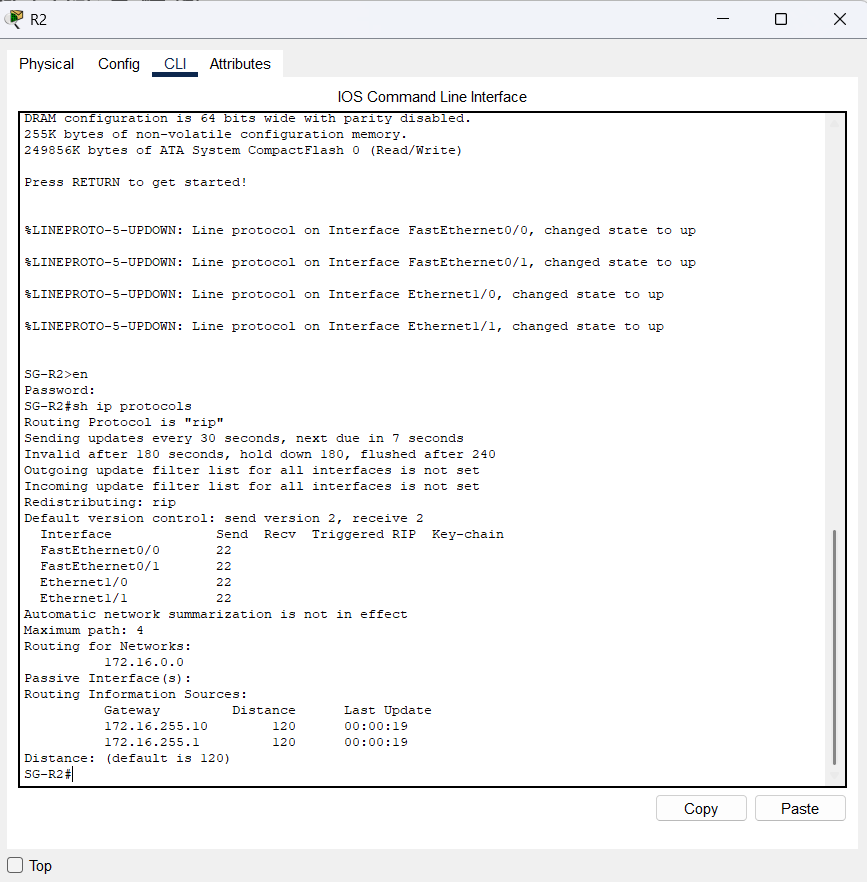 R2
Physical Config CLI Attributes
IOS Command Line Interface
DRAM configuration is 64 bits wide with parity disabled.
255K bytes of non-volatile configuration memory.
249856K bytes of ATA System CompactFlash 0 (Read/Write)
Press RETURN to get started!
%LINEPROTO-5-UPDOWN: Line protocol on Interface FastEthernet0/0, changed state to up
%LINEPROTO-5-UPDOWN: Line protocol on Interface FastEthernet0/1, changed state to up
%LINEPROTO-5-UPDOWN: Line protocol on Interface Ethernet1/0, changed state to up
%LINEPROTO-5-UPDOWN: Line protocol on Interface Ethernet1/1, changed state to up
SG-R2>en
Password:
SG-R2#sh ip protocols
Routing Protocol is "rip"
Sending updates every 30 seconds, next due in 7 seconds
Invalid after 180 seconds, hold down 180, flushed after 240
Outgoing update filter list for all interfaces is not set
Incoming update filter list for all interfaces is not set
Redistributing: rip
Default version control: send version 2, receive 2
Interface Send Recv Triggered RIP Key-chain
FastEthernet0/0 22
FastEthernet0/1 22
Ethernet1/0 22
Ethernet1/1 22
Automatic network summarization is not in effect
Maximum path: 4
Routing for Networks:
172.16.0.0
Passive Interface(s):
Routing Information Sources:
Gateway Distance Last Update
172.16.255.10 120 00:00:19
172.16.255.1 120 00:00:19
Distance: (default is 120)
SG-R2#
Copy Paste
Top